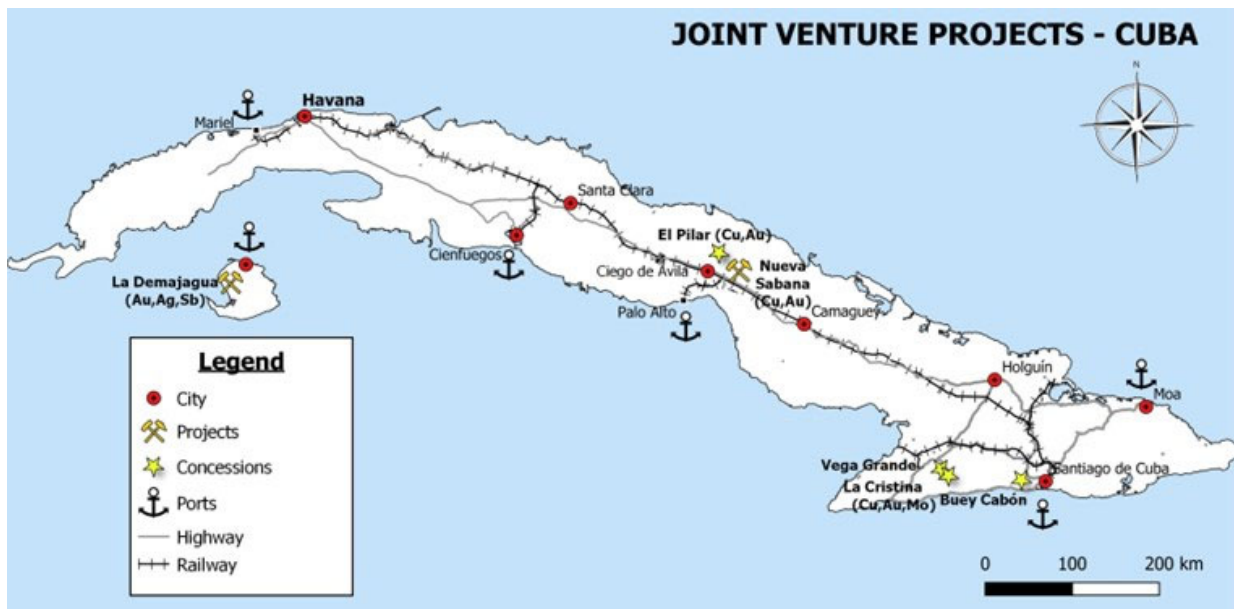 JOINT VENTURE PROJECTS - CUBA
N
Havana
Mariel
Santa Clara
El Pilar (Cu,Au)
Cienfuegos
Ciego de Ávila
Nueva
Sabana
(Cu,Au)
La Demajagua
(Au,Ag,Sb)
Palo Alto
Camaguey
Holguín
Moa
Vega Grande
Santiago de Cuba
La Cristina
(Cu,Au,Mo)
Buey Cabón
Legend
City
Projects
Concessions
Ports
Highway
Railway
0 100 200 km